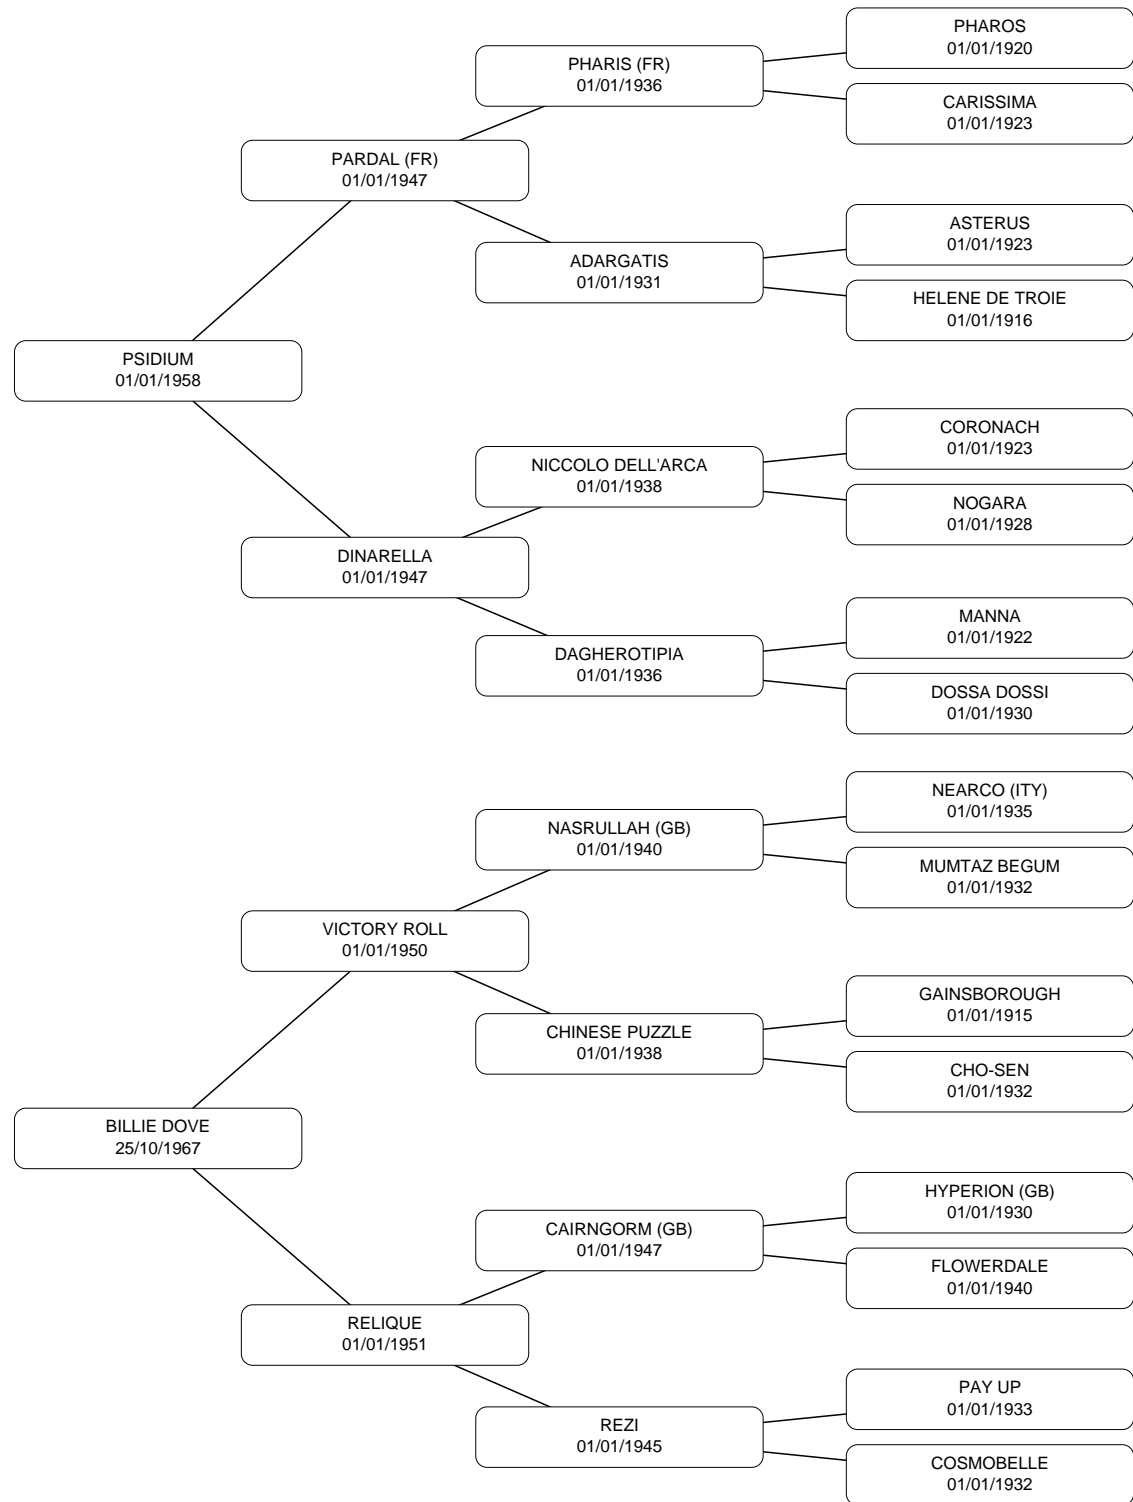 PHAROS
01/01/1920
PHARIS (FR)
01/01/1936
CARISSIMA
01/01/1923
PARDAL (FR)
01/01/1947
ASTERUS
01/01/1923
ADARGATIS
01/01/1931
HELENE DE TROIE
01/01/1916
PSIDIUM
01/01/1958
CORONACH
01/01/1923
NICCOLO DELL'ARCA
01/01/1938
NOGARA
01/01/1928
DINARELLA
01/01/1947
MANNA
01/01/1922
DAGHEROTIPIA
01/01/1936
DOSSA DOSSI
01/01/1930
NEARCO (ITY)
01/01/1935
NASRULLAH (GB)
01/01/1940
MUMTAZ BEGUM
01/01/1932
VICTORY ROLL
01/01/1950
GAINSBOROUGH
01/01/1915
CHINESE PUZZLE
01/01/1938
CHO-SEN
01/01/1932
BILLIE DOVE
25/10/1967
HYPERION (GB)
01/01/1930
CAIRNGORM (GB)
01/01/1947
FLOWERDALE
01/01/1940
RELIQUE
01/01/1951
PAY UP
01/01/1933
REZI
01/01/1945
COSMOBELLE
01/01/1932